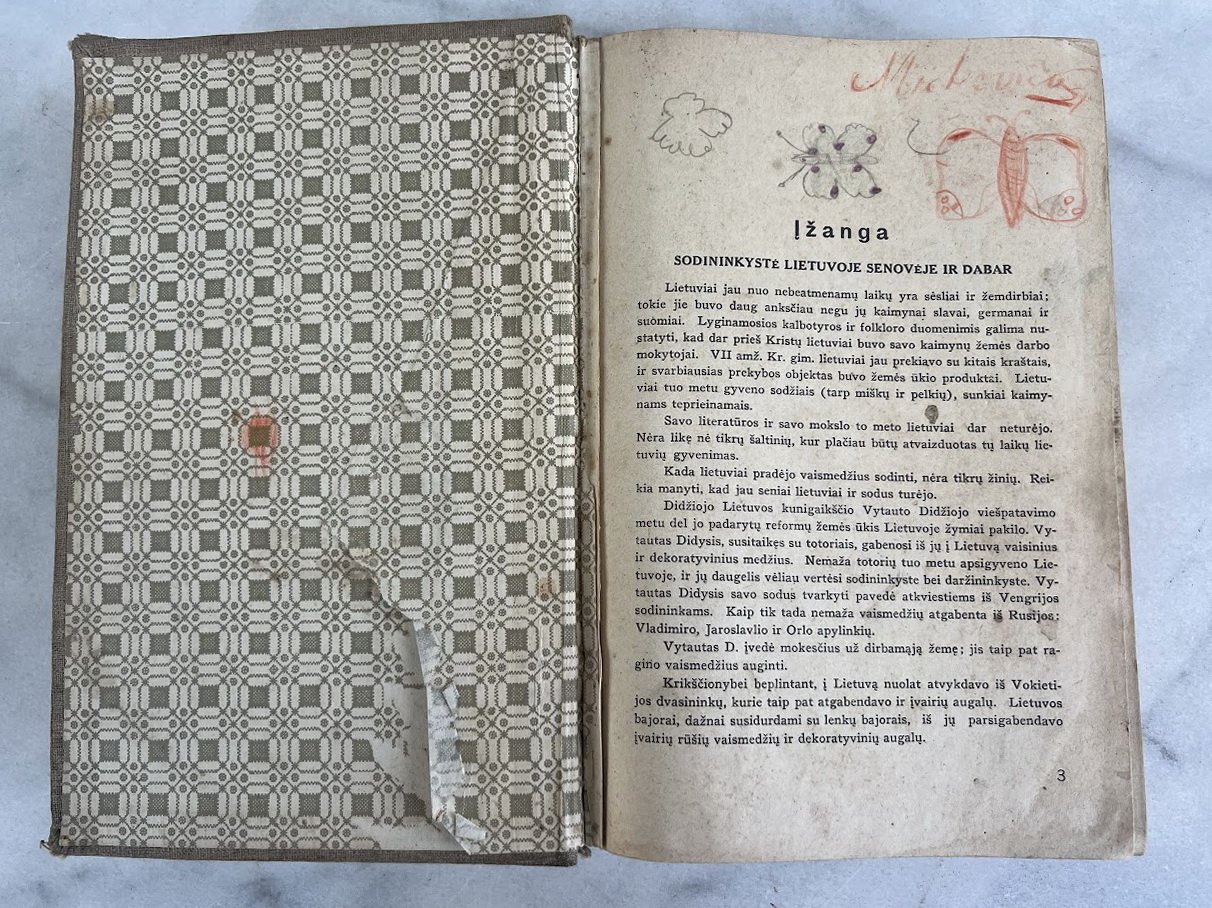 Įžanga
SODININKYSTĖ LIETUVOJE SENOVĖJE IR DABAR
Lietuviai jau nuo nebeatmenamų laikų yra sėsliai ir žemdirbiai;
tokie jie buvo daug anksčiau negu jų kaimynai slavai, germanai ir
suomiai. Lyginamosios kalbotyros ir folkloro duomenimis galima nu-
statyti, kad dar prieš Kristų lietuviai buvo savo kaimynų žemės darbo
mokytojai. VII amž. Kr. gim. lietuviai jau prekiavo su kitais kraštais,
ir svarbiausias prekybos objektas buvo žemės ūkio produktai. Lietu-
viai tuo metu gyveno sodžiais (tarp miškų ir pelkių), sunkiai kaimy-
nams teprieinamais.
Savo literatūros ir savo mokslo to meto lietuviai dar neturėjo.
Nėra likę nė tikrų šaltinių, kur plačiau būtų atvaizduotas tų laikų lie-
tuvių gyvenimas.
Kada lietuviai pradėjo vaismedžius sodinti, nėra tikrų žinių. Rei-
kia manyti, kad jau seniai lietuviai ir sodus turėjo.
Didžiojo Lietuvos kunigaikščio Vytauto Didžiojo viešpatavimo
metu del jo padarytų reformų žemės ūkis Lietuvoje žymiai pakilo. Vy-
tautas Didysis, susitaikęs su totoriais, gabenosi iš jų į Lietuvą vaisinius
ir dekoratyvinius medžius. Nemaža totorių tuo metu apsigyveno Lie-
tuvoje, ir jų daugelis vėliau vertėsi sodininkyste bei daržininkyste. Vy-
tautas Didysis savo sodus tvarkyti pavedė atkviestiems iš Vengrijos
sodininkams. Kaip tik tada nemaža vaismedžių atgabenta iš Rusijos:
Vladimiro, Jaroslavlio ir Orlo apylinkių.
Vytautas D. įvedė mokesčius už dirbamąją žemę; jis taip pat ra-
gino vaismedžius auginti.
Krikščionybei beplintant, į Lietuvą nuolat atvykdavo iš Vokieti-
jos dvasininkų, kurie taip pat atgabendavo ir įvairių augalų. Lietuvos
bajorai, dažnai susidurdami su lenkų bajorais, iš jų parsigabendavo
įvairių rūšių vaismedžių ir dekoratyvinių augalų.
3